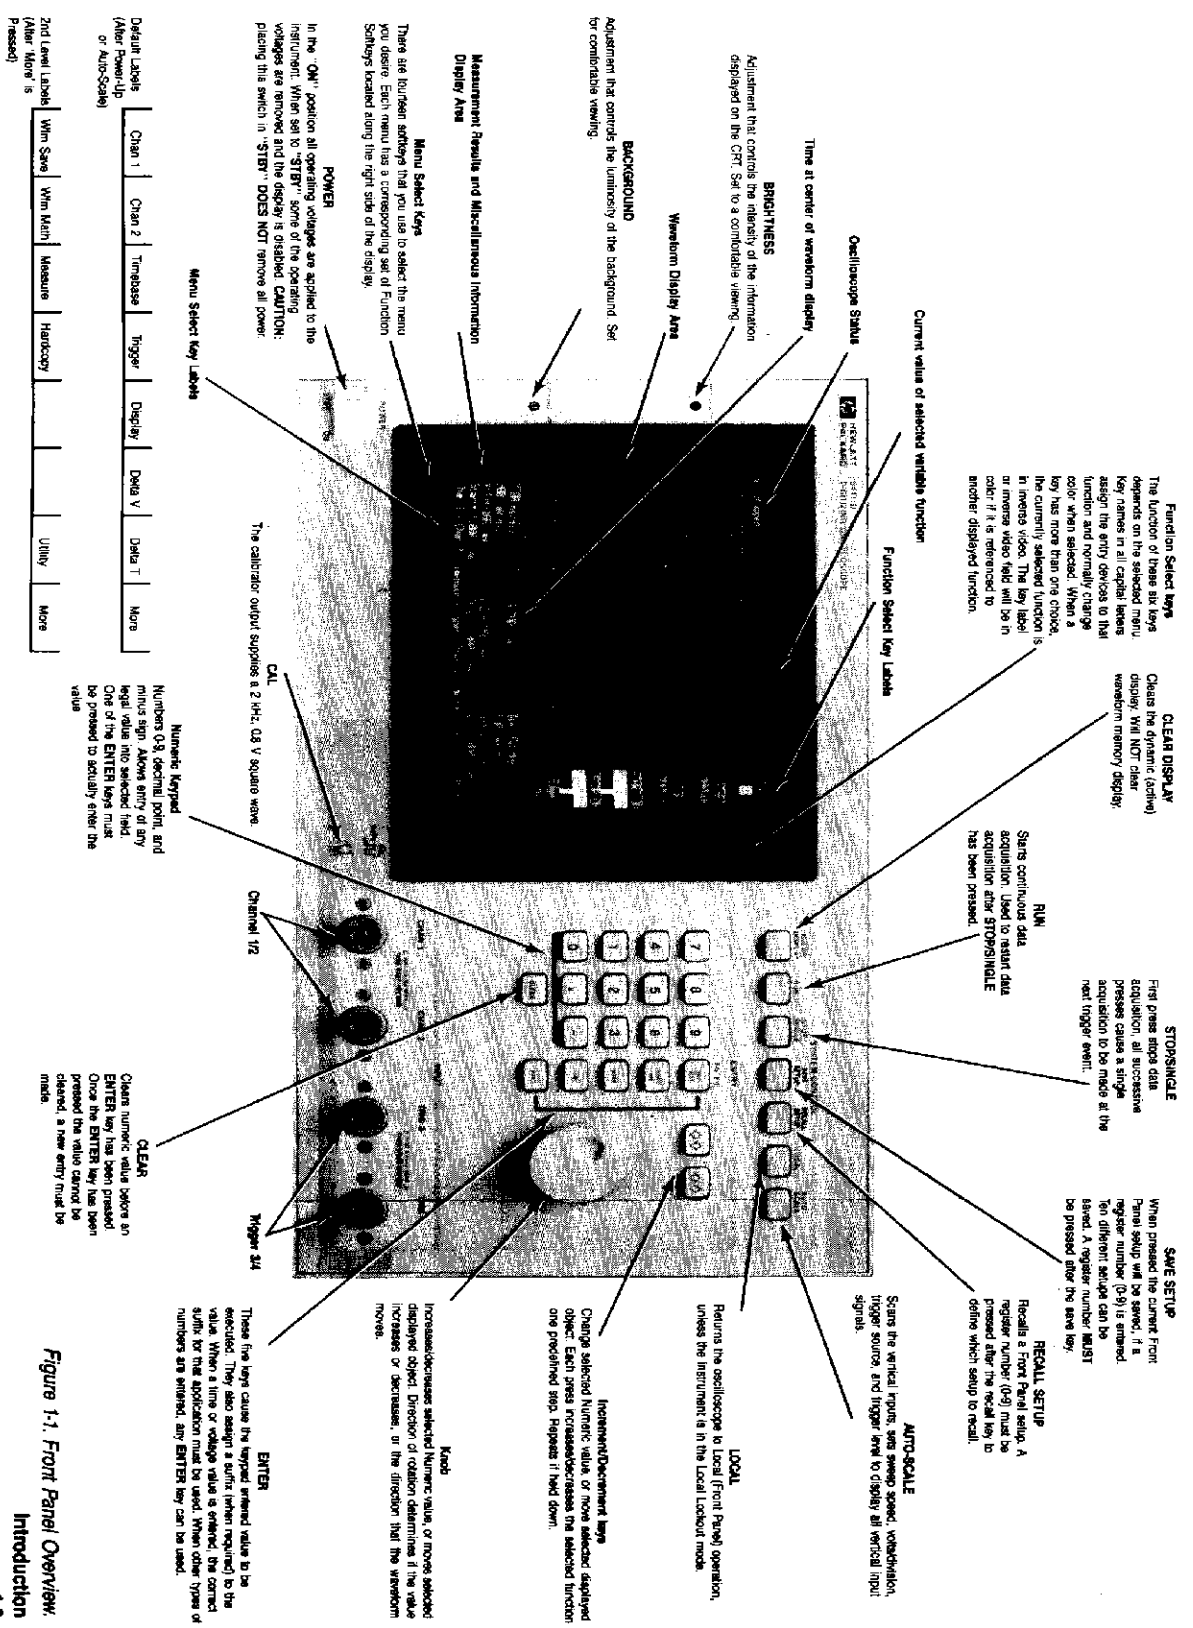 Function Select keys
The function of these six keys
depends on the selected menu.
Key names in all capital letters
assign the entry devices to that
function and normally change
color when selected. When a
key has more than one choice,
the currently selected function is
in inverse video. The key label
or inverse video field will be in
color if it is referenced to
another displayed function.
CLEAR DISPLAY
Clears the dynamic (active)
display. Will NOT clear
waveform memory display.
RUN
Starts continuous data
acquisition. Used to restart data
acquisition after STOP/SINGLE
has been pressed.
STOP/SINGLE
First press stops data
acquisition, all successive
presses cause a single
acquisition to be made at the
next trigger event.
SAVE SETUP
When pressed the current Front
Panel setup will be saved, if a
register number (0-9) is entered.
Ten different setups can be
saved. A register number MUST
be pressed after the save key.
RECALL SETUP
Recalls a Front Panel setup. A
register number (0-9) must be
pressed after the recall key to
define which setup to recall.
AUTO-SCALE
Scans the vertical inputs, sets sweep speed, volts/division,
trigger source, and trigger level to display all vertical input
signals.
LOCAL
Returns the oscilloscope to Local (Front Panel) operation,
unless the instrument is in the Local Lockout mode.
Increment/Decrement keys
Change selected Numeric value, or move selected displayed
object. Each press increases/decreases the selected function
one predefined step. Repeats if held down.
Knob
Increases/decreases selected Numeric value, or moves selected
displayed object. Direction of rotation determines if the value
increases or decreases, or the direction that the waveform
moves.
ENTER
These five keys cause the keypad entered value to be
executed. They also assign a suffix (when required) to the
value. When a time or voltage value is entered, the correct
suffix for that application must be used. When other types of
numbers are entered, any ENTER key can be used.
Current value of selected variable function
Function Select Key Labels
Oscilloscope Status
Time at center of waveform display
BRIGHTNESS
Adjustment that controls the intensity of the information
displayed on the CRT. Set to a comfortable viewing.
Waveform Display Area
BACKGROUND
Adjustment that controls the luminosity of the background. Set
for comfortable viewing.
Measurement Results and Miscellaneous Information
Display Area
Menu Select Keys
There are fourteen softkeys that you use to select the menu
you desire. Each menu has a corresponding set of Function
Softkeys located along the right side of the display.
POWER
In the "ON" position all operating voltages are applied to the
instrument. When set to "STBY" some of the operating
voltages are removed and the display is disabled. CAUTION:
placing this switch in "STBY" DOES NOT remove all power.
Menu Select Key Labels
hp HEWLETT
PACKARD
7 8 9
4 5 6
1 2 3
0 .
CAL
The calibrator output supplies a 2 kHz, 0.8 V square wave.
Channel 1/2
Trigger 3/4
Numeric Keypad
Numbers 0-9, decimal point, and
minus sign. Allows entry of any
legal value into selected field.
One of the ENTER keys must
be pressed to actually enter the
value
CLEAR
Clears numeric value before an
ENTER key has been pressed.
Once the ENTER key has been
pressed the value cannot be
cleared, a new entry must be
made.
Default Labels
(After Power-Up
or Auto-Scale)
Chan 1 Chan 2 Timebase Trigger Display Delta V Delta T More
2nd Level Labels
(After 'More' is
Pressed)
Wfm Save Wfm Math Measure Hardcopy Utility More
Figure 1-1. Front Panel Overview.
Introduction